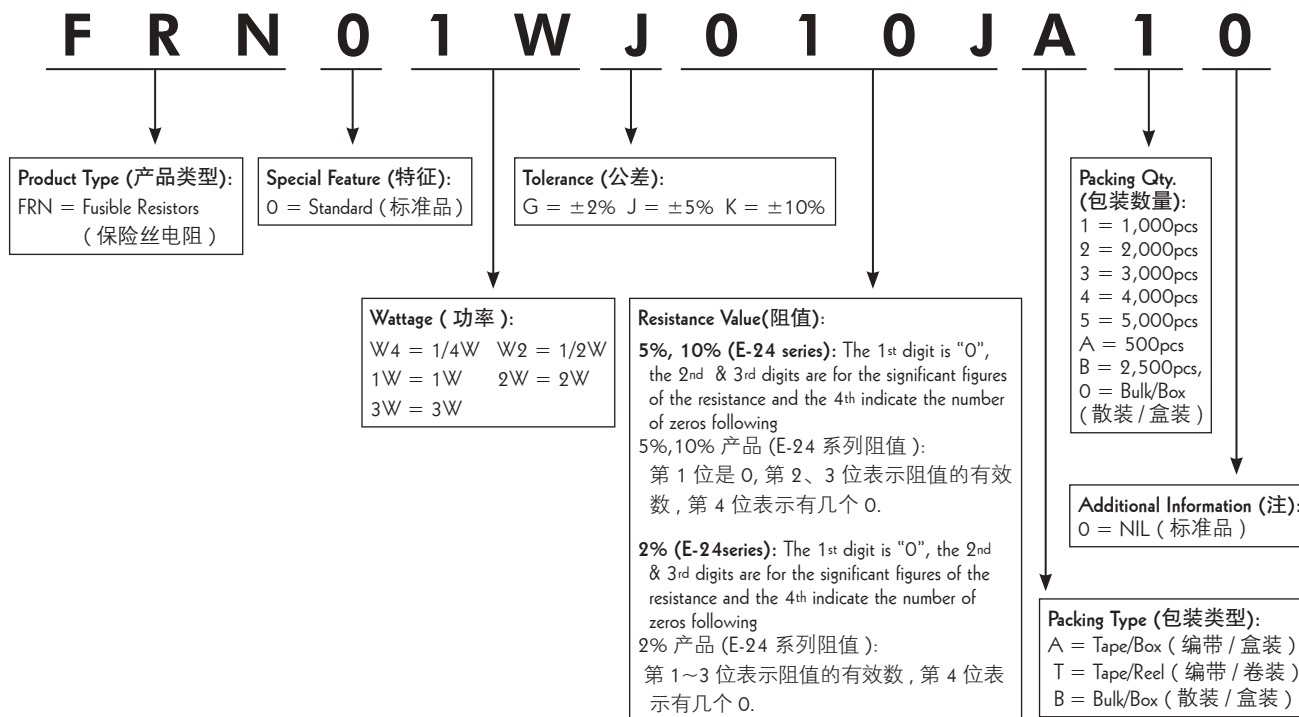 F R N 0 1 W J 0 1 0 J A 1 0
Product Type (产品类型):
FRN = Fusible Resistors
(保险丝电阻)
Special Feature (特征):
0 = Standard (标准品)
Tolerance (公差):
G = ±2% J = ±5% K = ±10%
Packing Qty.
(包装数量):
1 = 1,000pcs
2 = 2,000pcs
3 = 3,000pcs
4 = 4,000pcs
5 = 5,000pcs
A = 500pcs
B = 2,500pcs,
0 = Bulk/Box
(散装 / 盒装)
Wattage (功率):
W4 = 1/4W W2 = 1/2W
1W = 1W 2W = 2W
3W = 3W
Resistance Value(阻值):
5%, 10% (E-24 series): The 1st digit is “0”,
the 2nd & 3rd digits are for the significant figures
of the resistance and the 4th indicate the number
of zeros following
5%,10% 产品 (E-24 系列阻值):
第 1 位是 0, 第 2、3 位表示阻值的有效
数 , 第 4 位表示有几个 0.
2% (E-24series): The 1st digit is “0”, the 2nd
& 3rd digits are for the significant figures of the
resistance and the 4th indicate the number of
zeros following
2% 产品 (E-24 系列阻值):
第 1~3 位表示阻值的有效数 , 第 4 位表
示有几个 0.
Additional Information (注):
0 = NIL (标准品)
Packing Type (包装类型):
A = Tape/Box (编带 / 盒装)
T = Tape/Reel (编带 / 卷装)
B = Bulk/Box (散装 / 盒装)